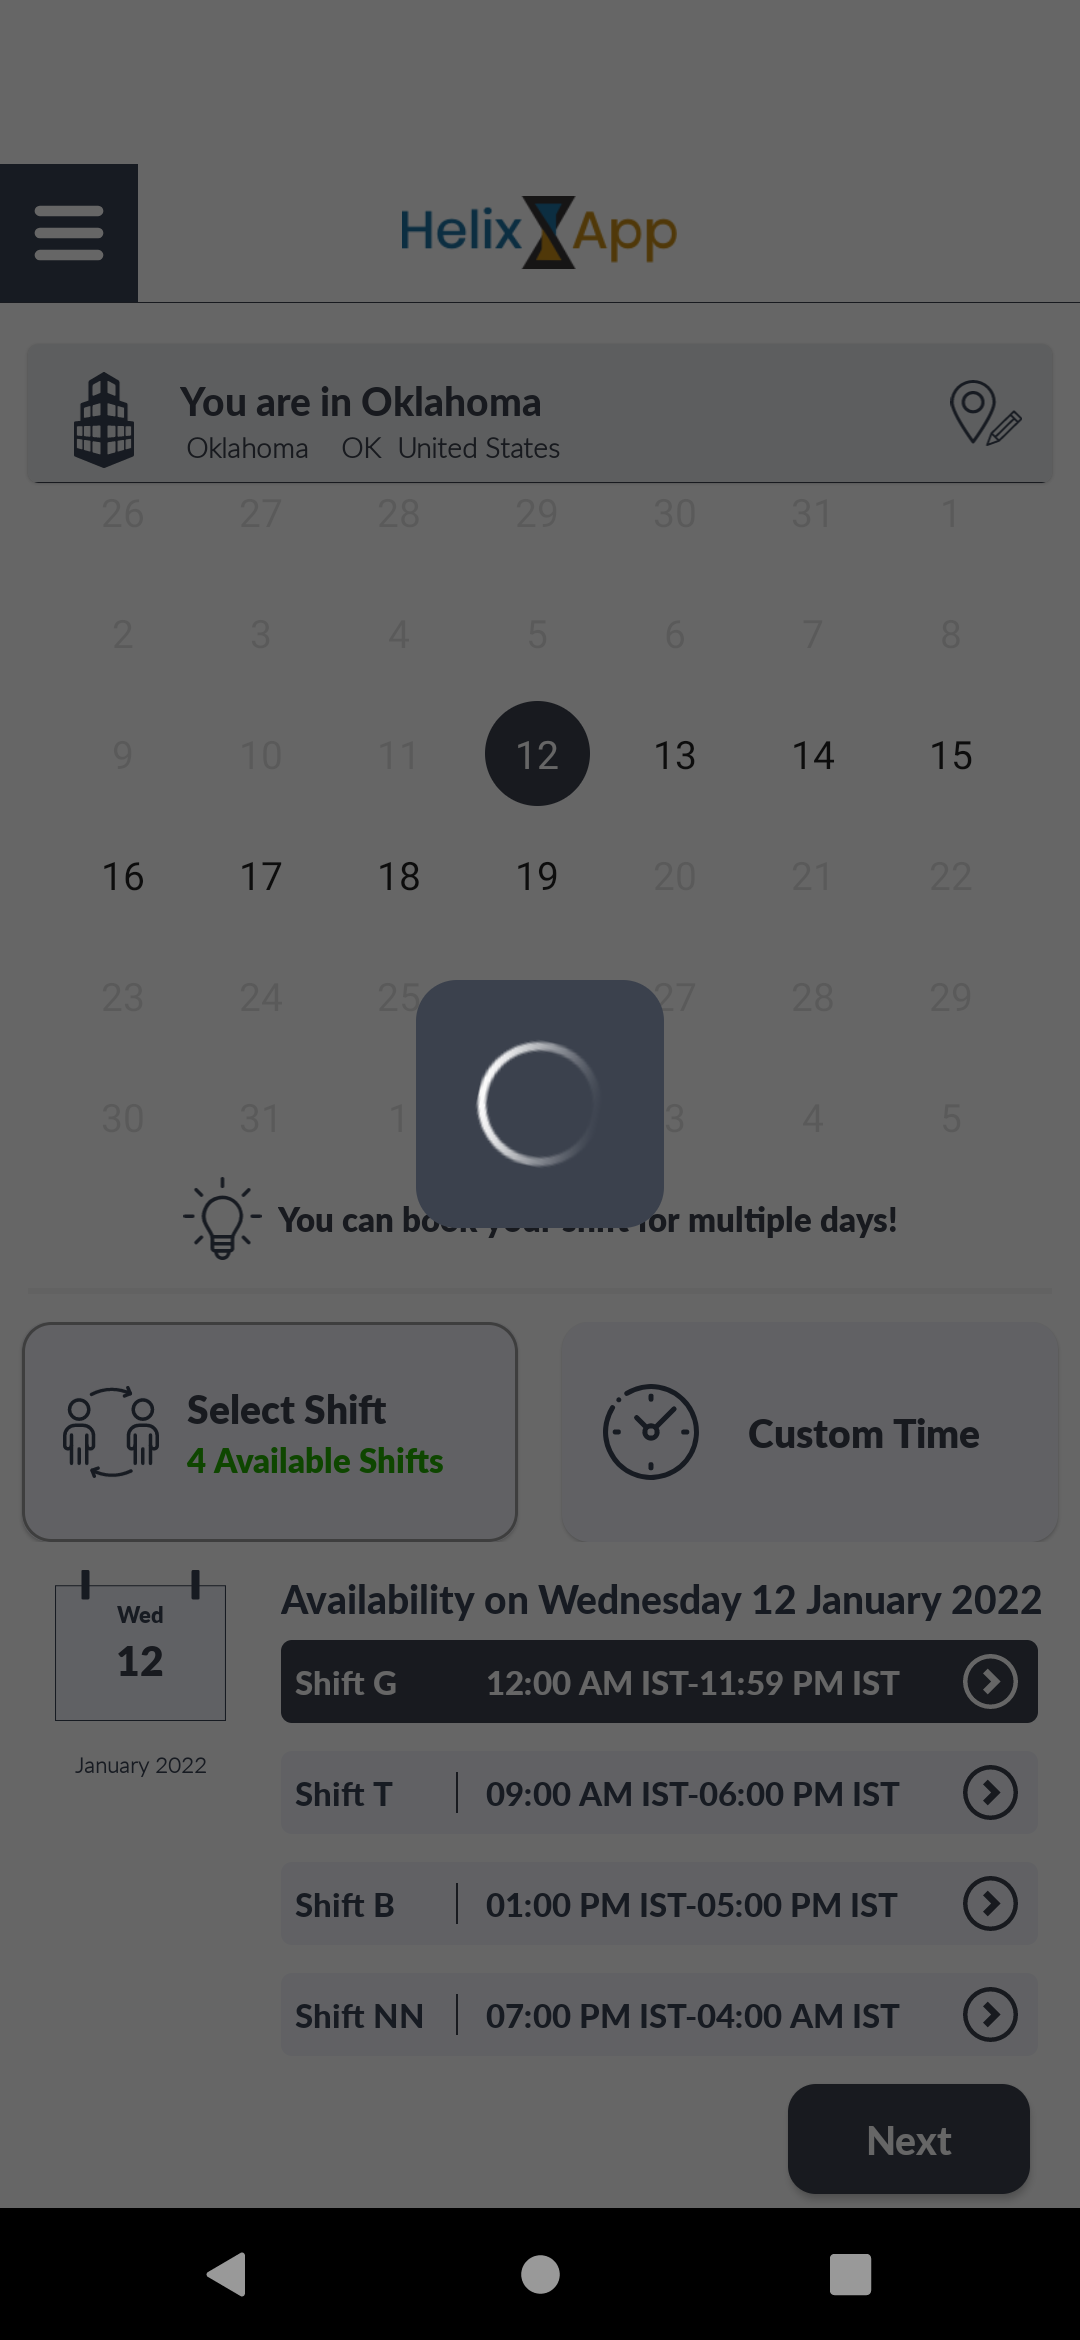 Helix App
You are in Oklahoma
Oklahoma OK United States
26 27 28 29 30 31 1
2 3 4 5 6 7 8
9 10 11 12 13 14 15
16 17 18 19 20 21 22
23 24 25 27 28 29
30 31 1 3 4 5
You can book your shift for multiple days!
Select Shift
4 Available Shifts
Custom Time
Wed
12
January 2022
Availability on Wednesday 12 January 2022
Shift G 12:00 AM IST-11:59 PM IST
Shift T 09:00 AM IST-06:00 PM IST
Shift B 01:00 PM IST-05:00 PM IST
Shift NN 07:00 PM IST-04:00 AM IST
Next